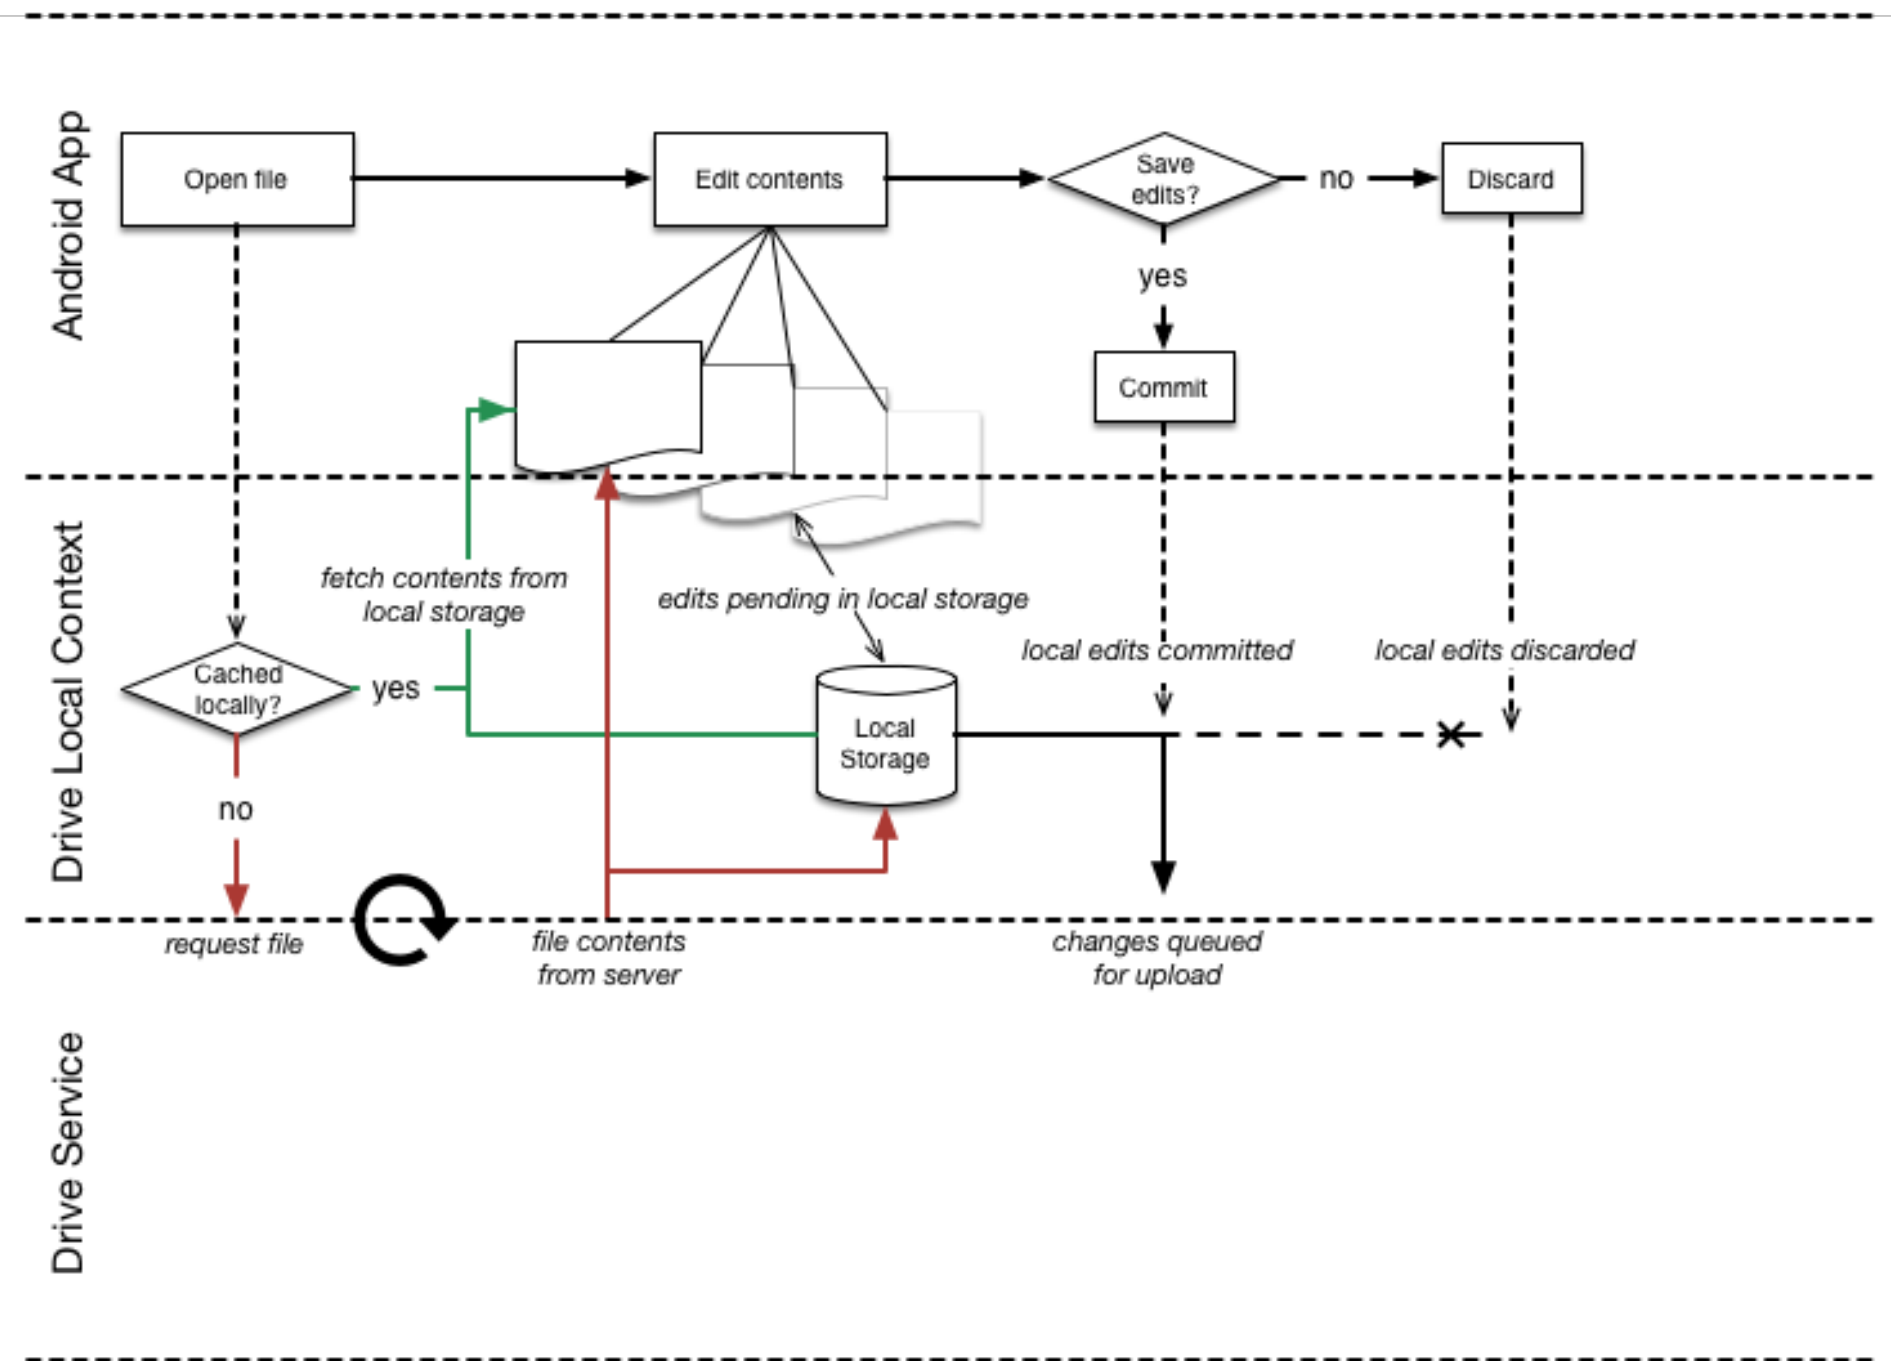 Android App
Open file
Edit contents
Save
edits?
no
Discard
yes
Commit
Drive Local Context
fetch contents from
local storage
edits pending in local storage
local edits committed
local edits discarded
Cached
locally?
yes
Local
Storage
no
request file
file contents
from server
changes queued
for upload
Drive Service